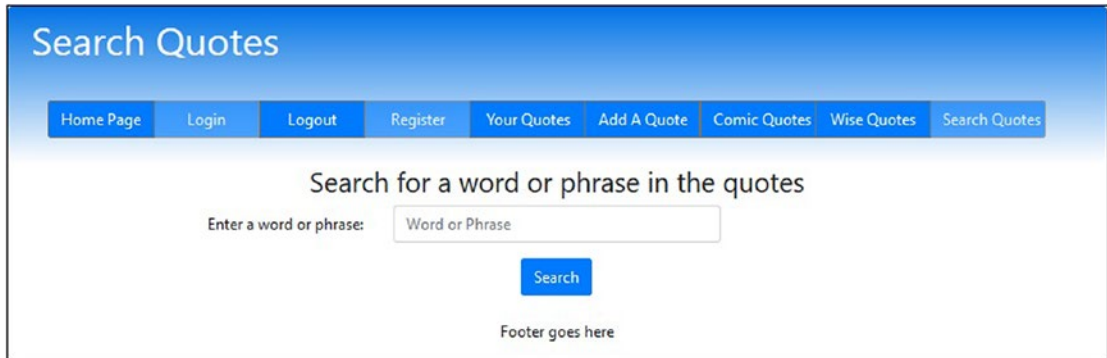 Search Quotes
Home Page Login Logout Register Your Quotes Add A Quote Comic Quotes Wise Quotes Search Quotes
Search for a word or phrase in the quotes
Enter a word or phrase: Word or Phrase
Search
Footer goes here